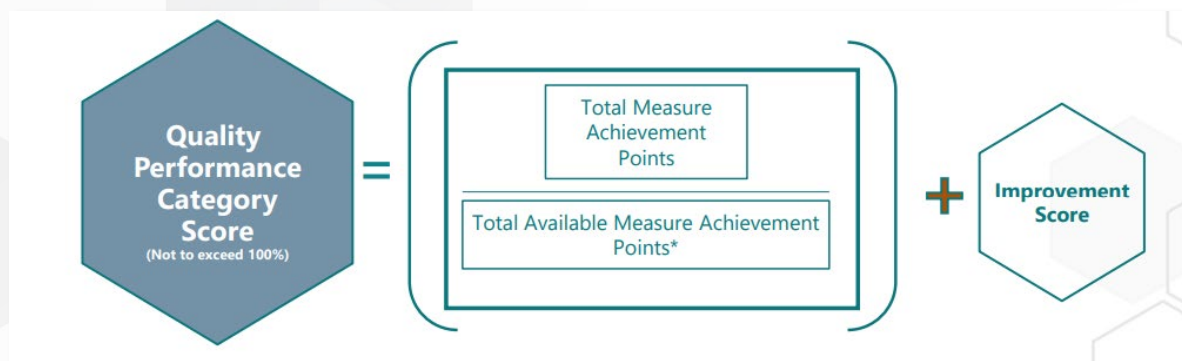 Quality
Performance
Category
Score
(Not to exceed 100%)
=
Total Measure
Achievement
Points
Total Available Measure Achievement
Points*
+
Improvement
Score